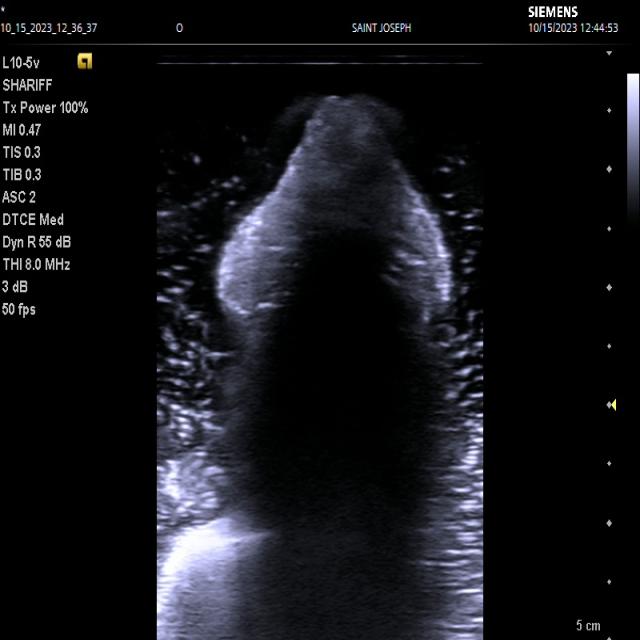 *
SIEMENS
10_15_2023_12_36_37 O SAINT JOSEPH 10/15/2023 12:44:53
L10-5v
SHARIFF
Tx Power 100%
MI 0.47
TIS 0.3
TIB 0.3
ASC 2
DTCE Med
Dyn R 55 dB
THI 8.0 MHz
3 dB
50 fps
5 cm